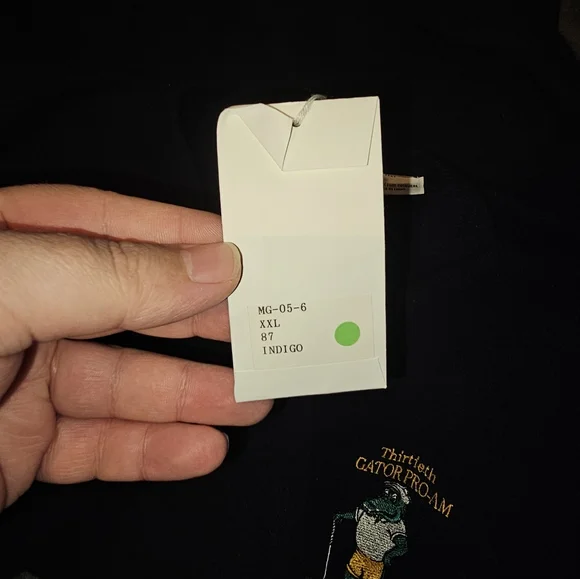 MG-05-6
XXL
87
INDIGO
Thirtieth
GATOR PRO-AM